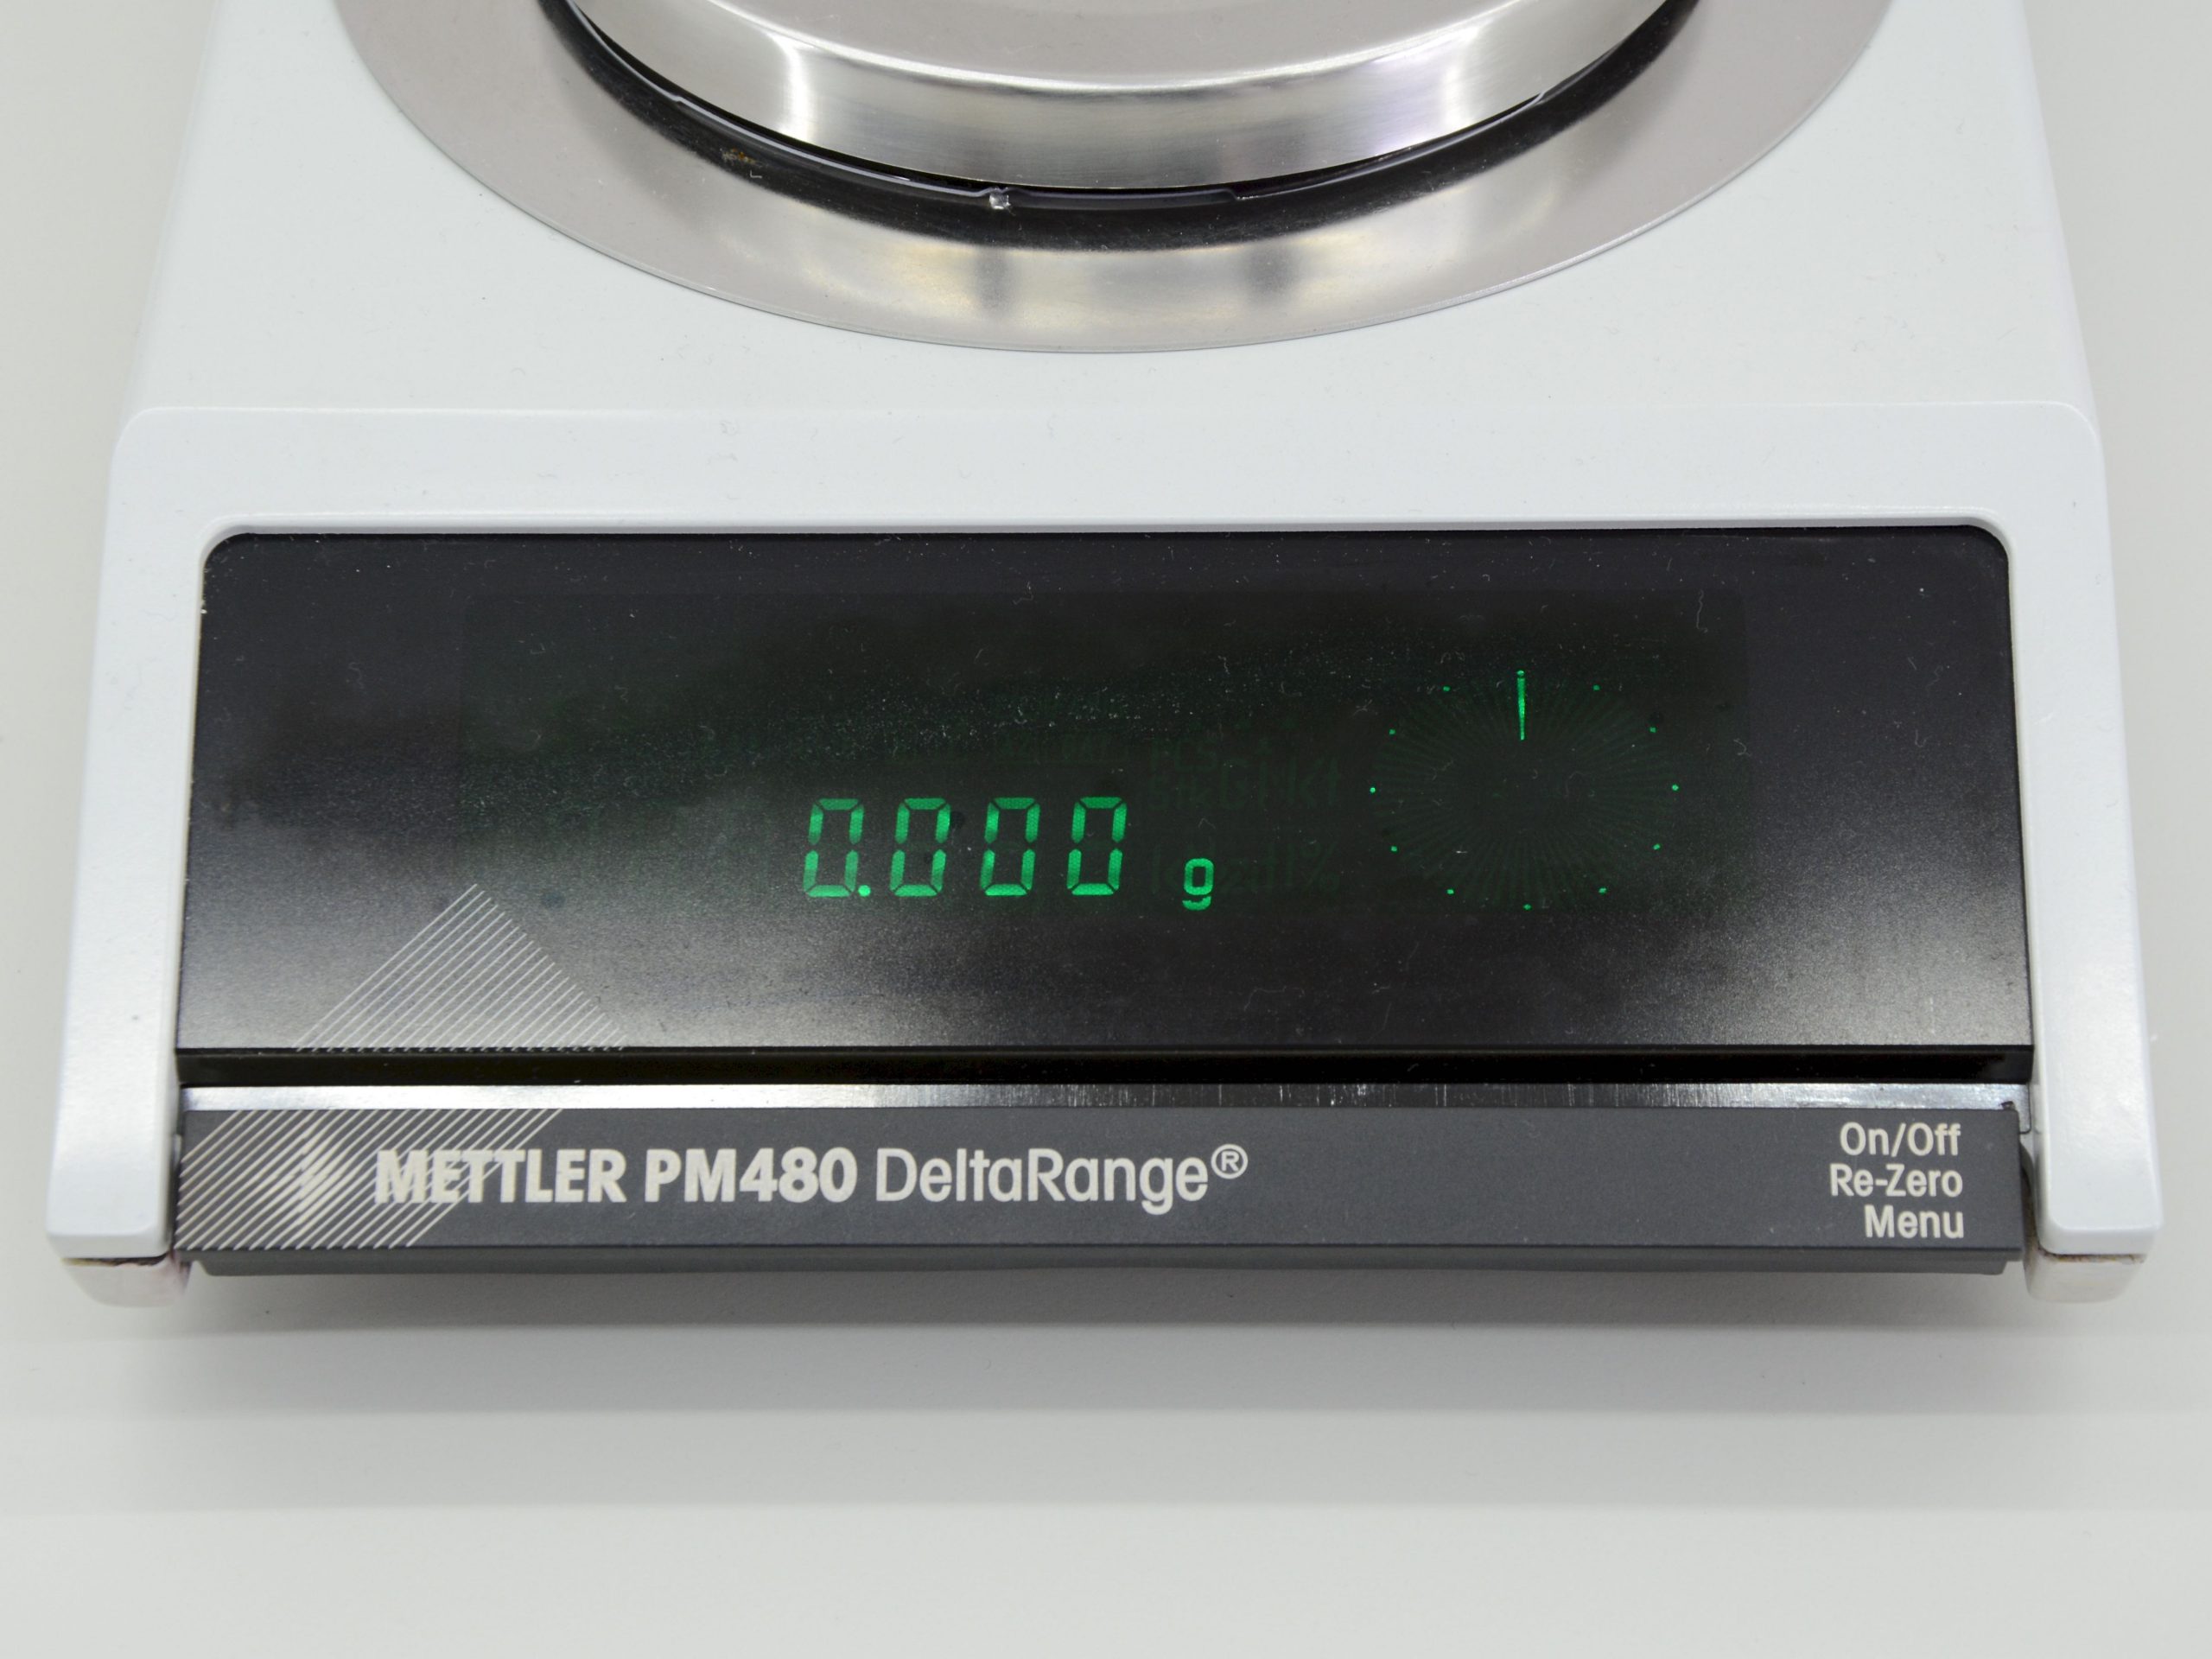 0.000 g
METTLER PM480 DeltaRange®
On/Off
Re-Zero
Menu